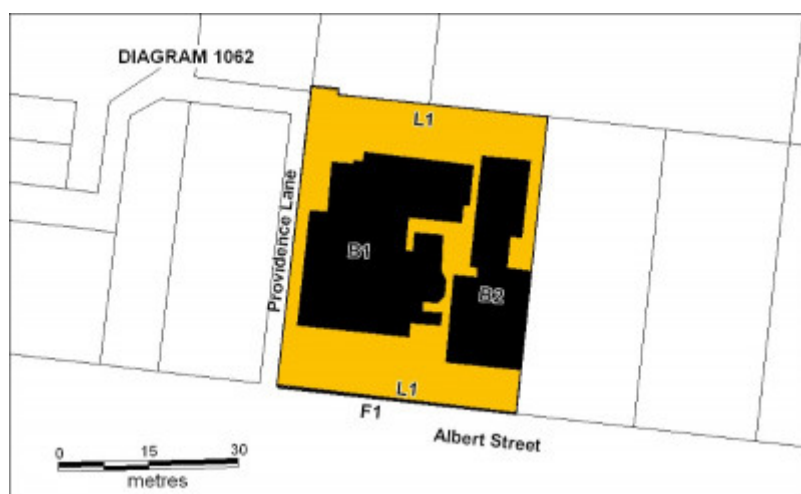 DIAGRAM 1062
L1
Providence Lane
B1
B2
L1
F1
Albert Street
0 15 30
metres